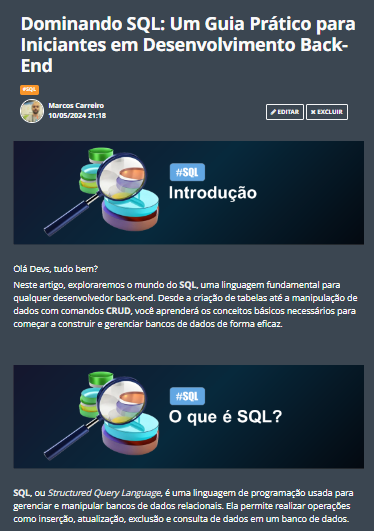 Dominando SQL: Um Guia Prático para
Iniciantes em Desenvolvimento Back-
End
#SQL
Marcos Carreiro
10/05/2024 21:18
EDITAR
EXCLUIR
#SQL
Introdução
Olá Devs, tudo bem?
Neste artigo, exploraremos o mundo do SQL, uma linguagem fundamental para
qualquer desenvolvedor back-end. Desde a criação de tabelas até a manipulação de
dados com comandos CRUD, você aprenderá os conceitos básicos necessários para
começar a construir e gerenciar bancos de dados de forma eficaz.
#SQL
O que é SQL?
SQL, ou Structured Query Language, é uma linguagem de programação usada para
gerenciar e manipular bancos de dados relacionais. Ela permite realizar operações
como inserção, atualização, exclusão e consulta de dados em um banco de dados.